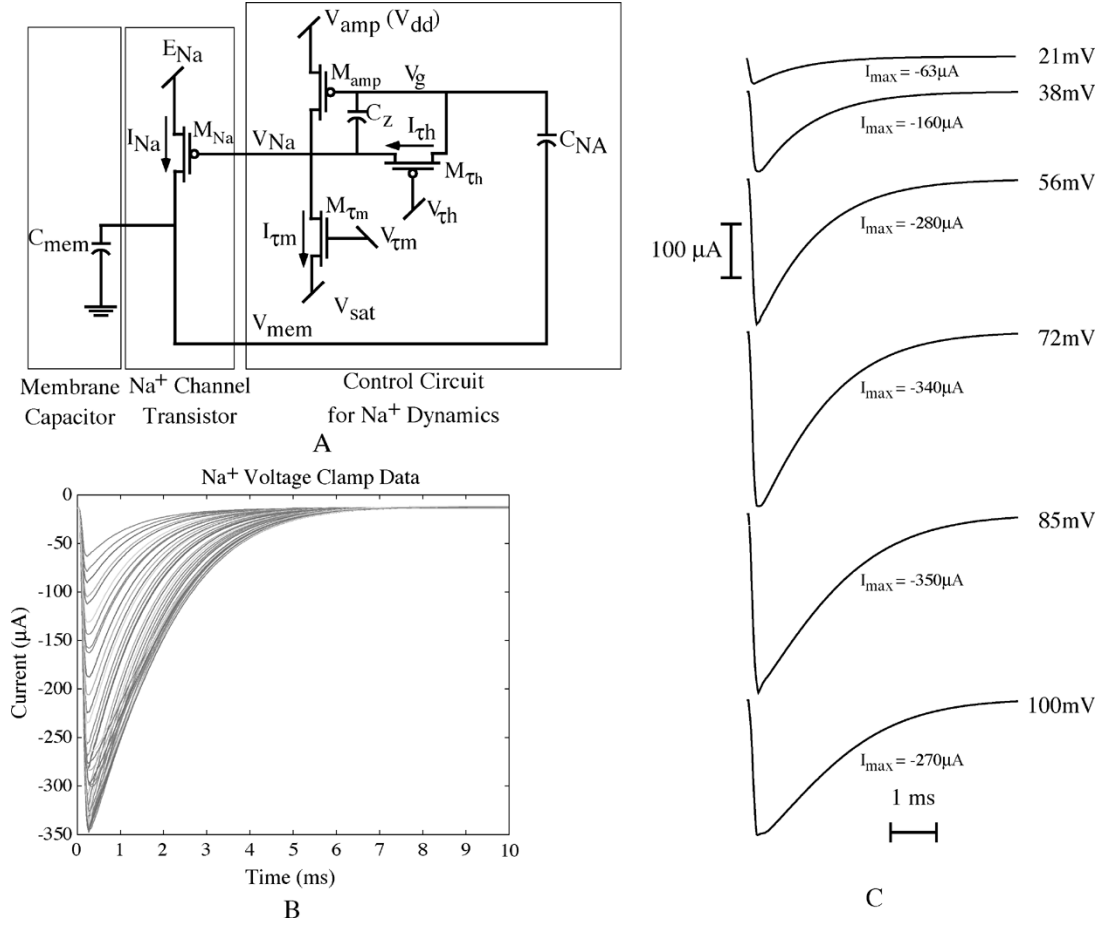 V_amp (V_dd)
E_Na
M_amp
V_g
I_Na
M_Na
V_Na
C_z
I_τh
C_NA
M_τh
V_τh
M_τm
I_τm
V_τm
C_mem
V_sat
V_mem
Membrane
Capacitor
Na+ Channel
Transistor
Control Circuit
for Na+ Dynamics
A
Na+ Voltage Clamp Data
0
-50
-100
-150
-200
-250
-300
-350
Current (μA)
0 1 2 3 4 5 6 7 8 9 10
Time (ms)
B
21mV
I_max = -63μA
38mV
I_max = -160μA
56mV
I_max = -280μA
100 μA
72mV
I_max = -340μA
85mV
I_max = -350μA
100mV
I_max = -270μA
1 ms
C